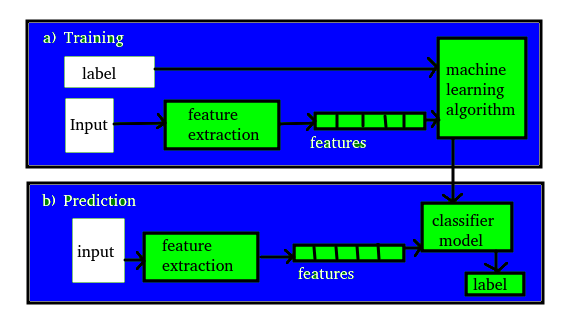 a) Training
label
Input
feature
extraction
features
machine
learning
algorithm
b) Prediction
input
feature
extraction
features
classifier
model
label